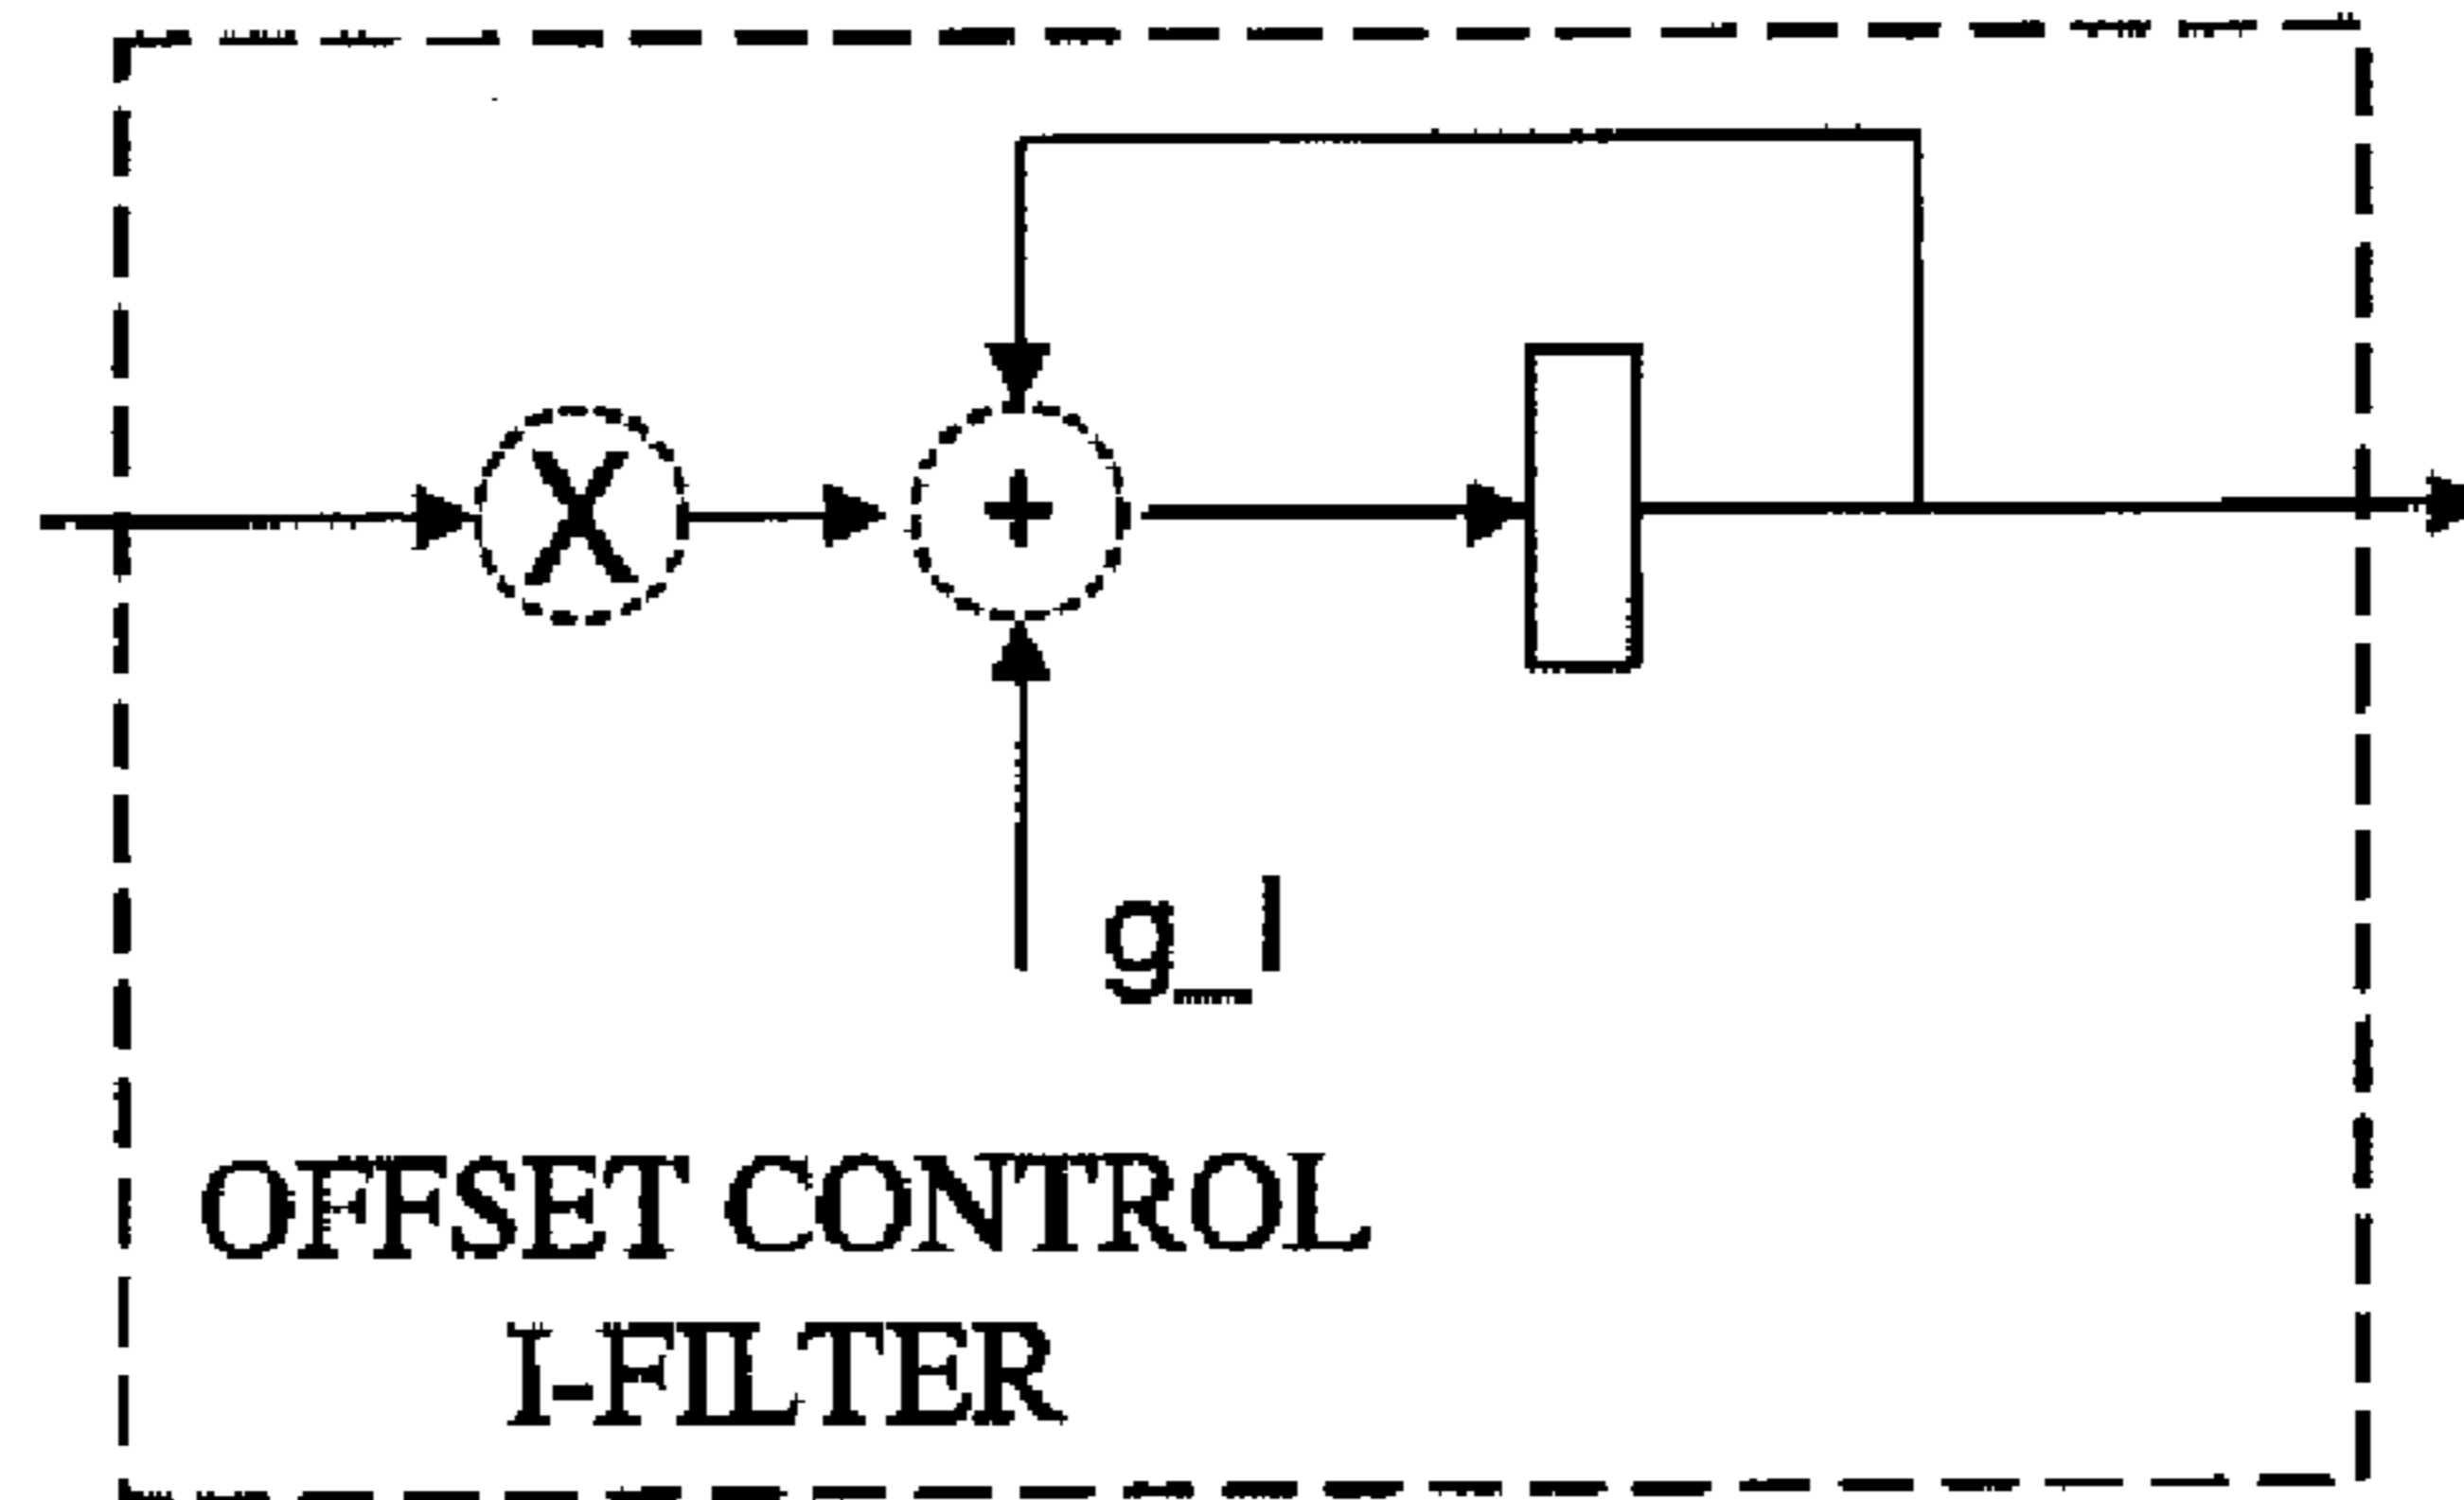 X
+
g_I
OFFSET CONTROL
I-FILTER